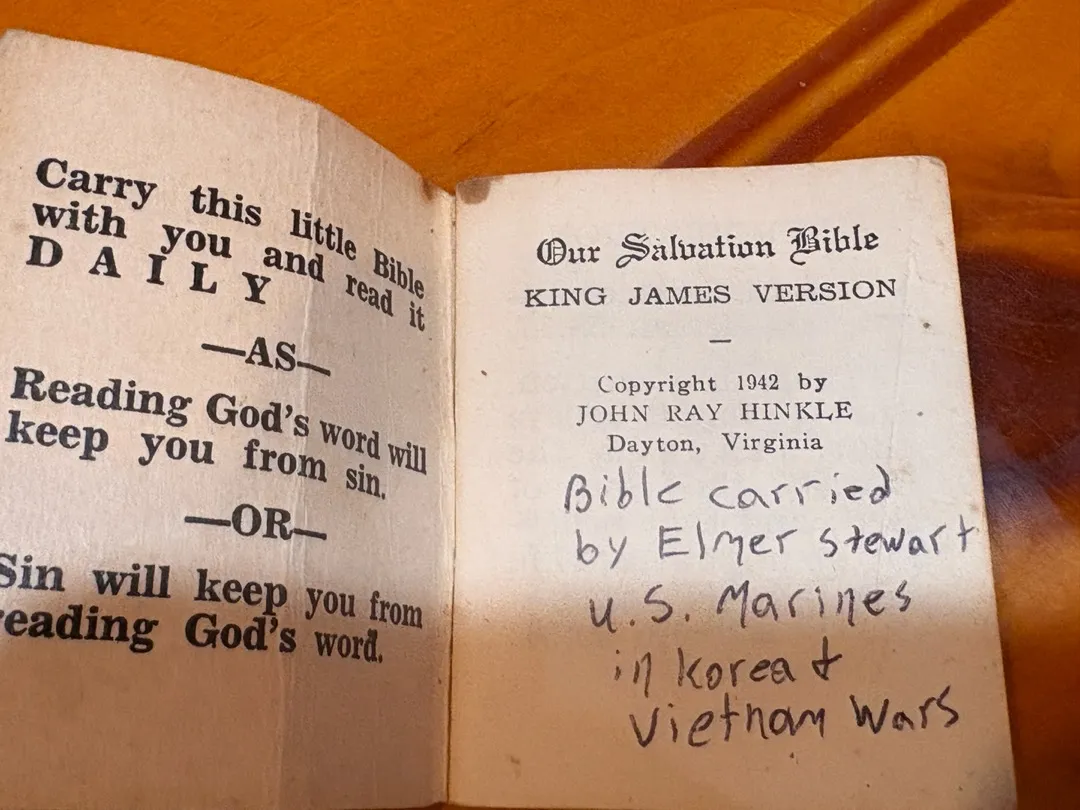 Carry this little Bible
with you and read it
D A I L Y
—AS—
Reading God's word will
keep you from sin.
—OR—
Sin will keep you from
reading God's word.
Our Salvation Bible
KING JAMES VERSION
—
Copyright 1942 by
JOHN RAY HINKLE
Dayton, Virginia
Bible carried
by Elmer Stewart
U.S. Marines
in Korea &
Vietnam Wars